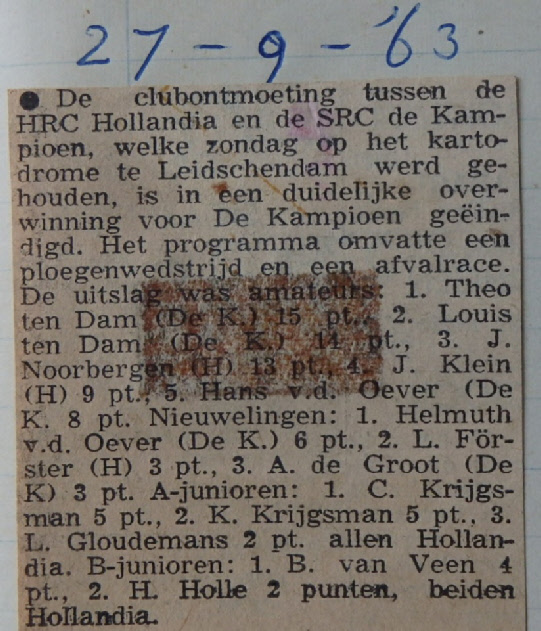 27-9-'63
● De clubontmoeting tussen de
HRC Hollandia en de SRC de Kam-
pioen, welke zondag op het karto-
drome te Leidschendam werd ge-
houden, is in een duidelijke over-
winning voor De Kampioen geëin-
digd. Het programma omvatte een
ploegenwedstrijd en een afvalrace.
De uitslag was amateurs: 1. Theo
ten Dam (De K.) 15 pt., 2. Louis
ten Dam (De K.) 14 pt., 3. J.
Noorbergen (H) 13 pt., 4. J. Klein
(H) 9 pt., 5. Hans v.d. Oever (De
K. 8 pt. Nieuwelingen: 1. Helmuth
v.d. Oever (De K.) 6 pt., 2. L. För-
ster (H) 3 pt., 3. A. de Groot (De
K) 3 pt. A-junioren: 1. C. Krijgs-
man 5 pt., 2. K. Krijgsman 5 pt., 3.
L. Gloudemans 2 pt. allen Hollan-
dia. B-junioren: 1. B. van Veen 4
pt., 2. H. Holle 2 punten, beiden
Hollandia.